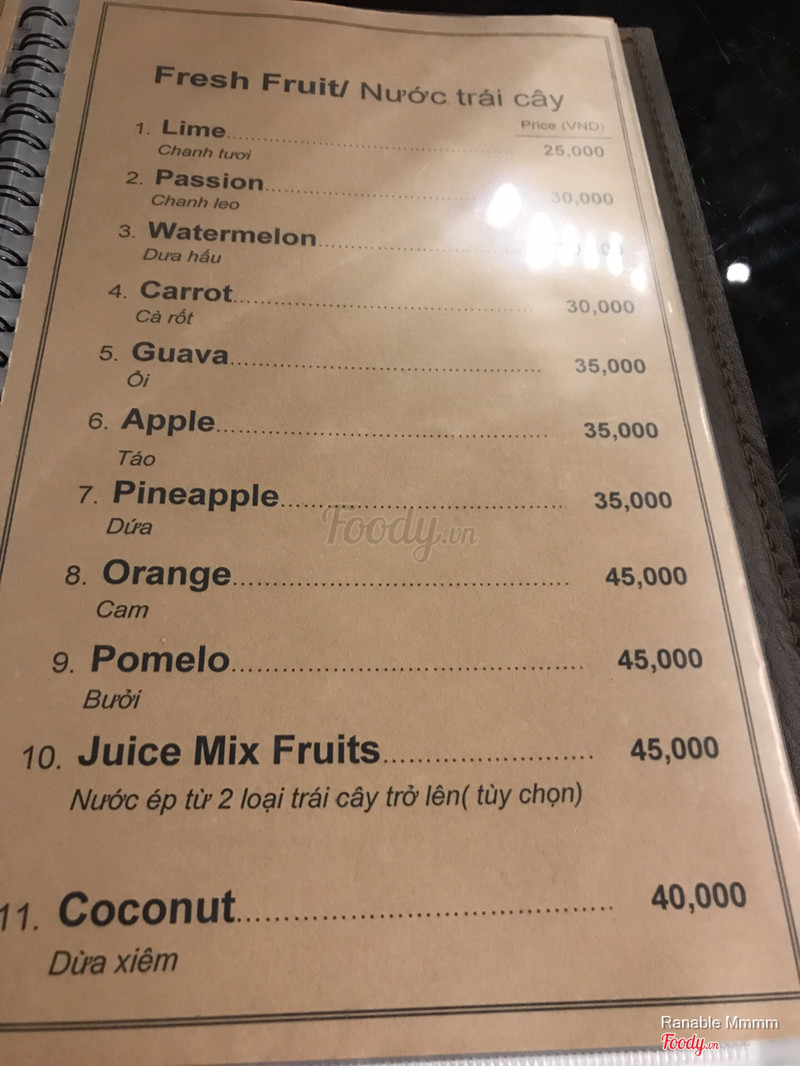 Fresh Fruit/ Nước trái cây
Price (VND)
1. Lime 25,000
Chanh tươi
2. Passion 30,000
Chanh leo
3. Watermelon
Dưa hấu
4. Carrot 30,000
Cà rốt
5. Guava 35,000
Ổi
6. Apple 35,000
Táo
7. Pineapple 35,000
Dứa
8. Orange 45,000
Cam
9. Pomelo 45,000
Bưởi
10. Juice Mix Fruits 45,000
Nước ép từ 2 loại trái cây trở lên( tùy chọn)
11. Coconut 40,000
Dừa xiêm
Foody.vn
Ranable Mmmm
Foody.vn